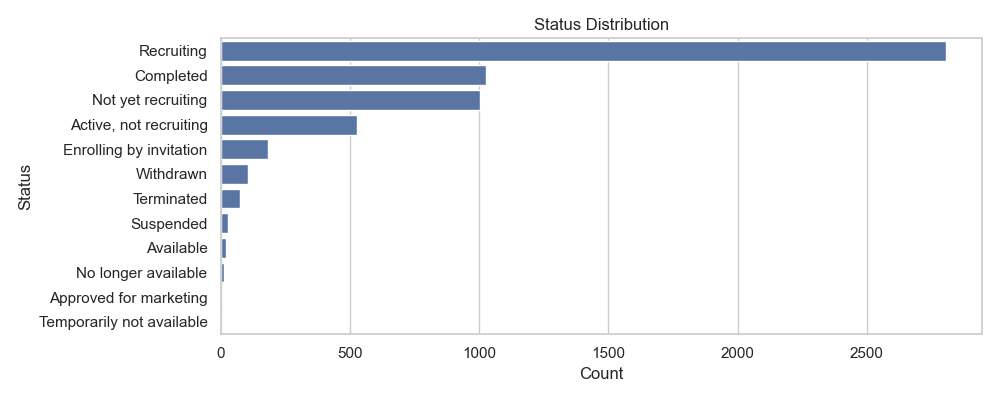 Status Distribution
Recruiting
Completed
Not yet recruiting
Active, not recruiting
Enrolling by invitation
Withdrawn
Terminated
Suspended
Available
No longer available
Approved for marketing
Temporarily not available
Status
0 500 1000 1500 2000 2500
Count